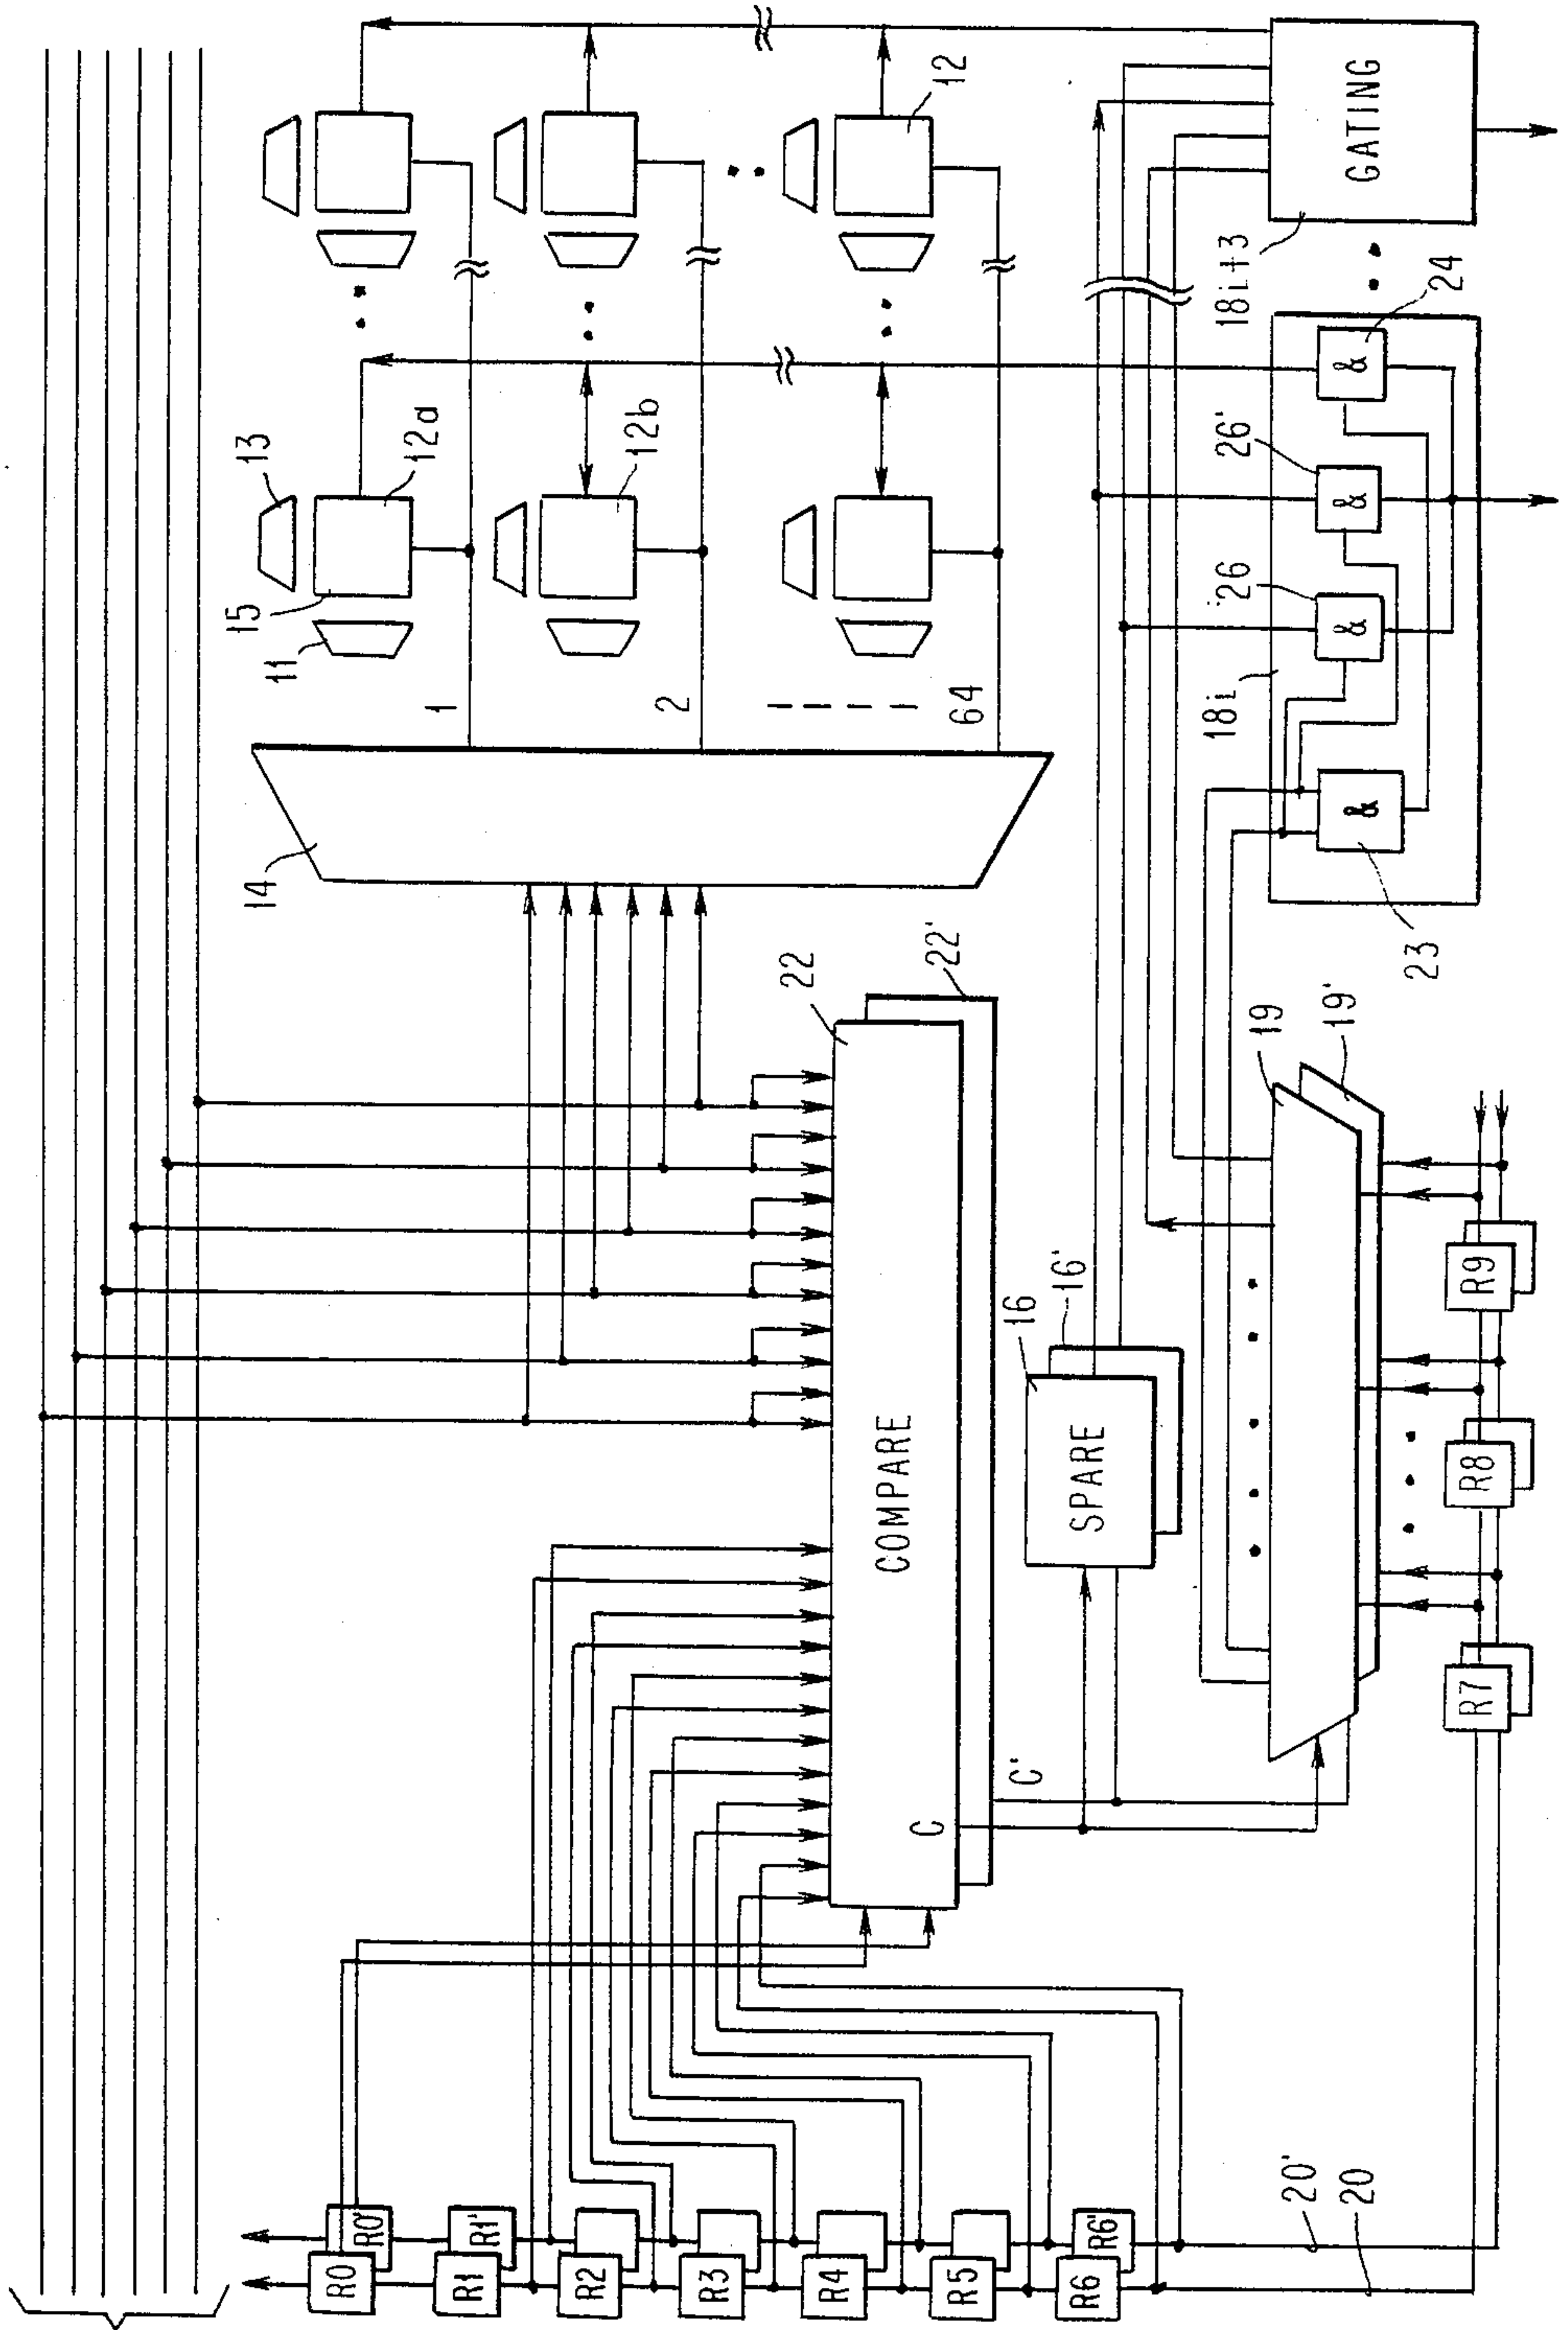 R0
R0'
R1
R1'
R2
R3
R4
R5
R6
R6'
20'
20
COMPARE
C
C'
22
22'
14
1
2
64
11
15
13
12a
12b
12
SPARE
16
16'
19
19'
R7
R8
R9
18i
23
&
26
&
26'
&
24
&
18i+3
GATING